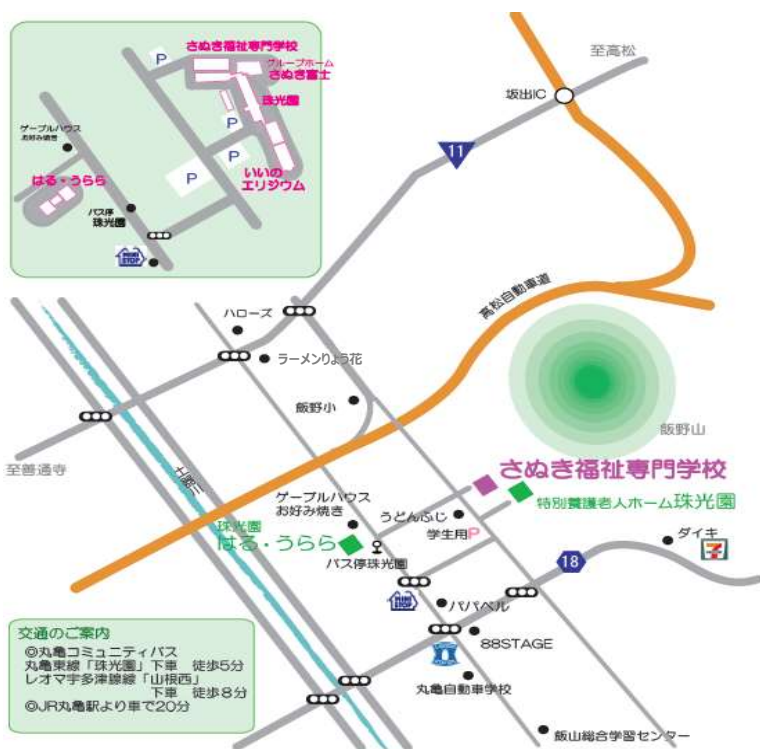 さぬき福祉専門学校
グループホーム
さぬき富士
珠光園
いいの
エリジウム
P
P
P
P
ゲーブルハウス
お好み焼き
はる・うらら
バス停
珠光園
MINI
STOP
至高松
坂出IC
11
高松自動車道
ハローズ
ラーメンりょう花
飯野小
飯野山
至善通寺
土器川
さぬき福祉専門学校
特別養護老人ホーム珠光園
ゲーブルハウス
お好み焼き
うどんふじ
学生用P
珠光園
はる・うらら
バス停珠光園
ダイキ
7
18
MINI
STOP
パパベル
88STAGE
丸亀自動車学校
飯山総合学習センター
交通のご案内
◎丸亀コミュニティバス
丸亀東線「珠光園」下車 徒歩5分
レオマ宇多津線線「山根西」
下車 徒歩8分
◎JR丸亀駅より車で20分